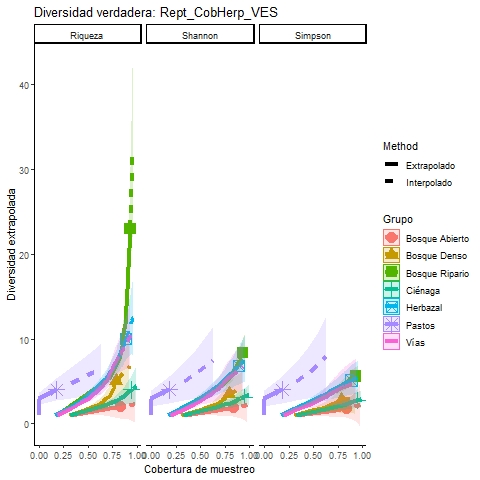 Diversidad verdadera: Rept_CobHerp_VES
Riqueza Shannon Simpson
Diversidad extrapolada
40
30
20
10
0
0.00 0.25 0.50 0.75 1.00 0.00 0.25 0.50 0.75 1.00 0.00 0.25 0.50 0.75 1.00
Cobertura de muestreo
Method
Extrapolado
Interpolado
Grupo
Bosque Abierto
Bosque Denso
Bosque Ripario
Ciénaga
Herbazal
Pastos
Vías